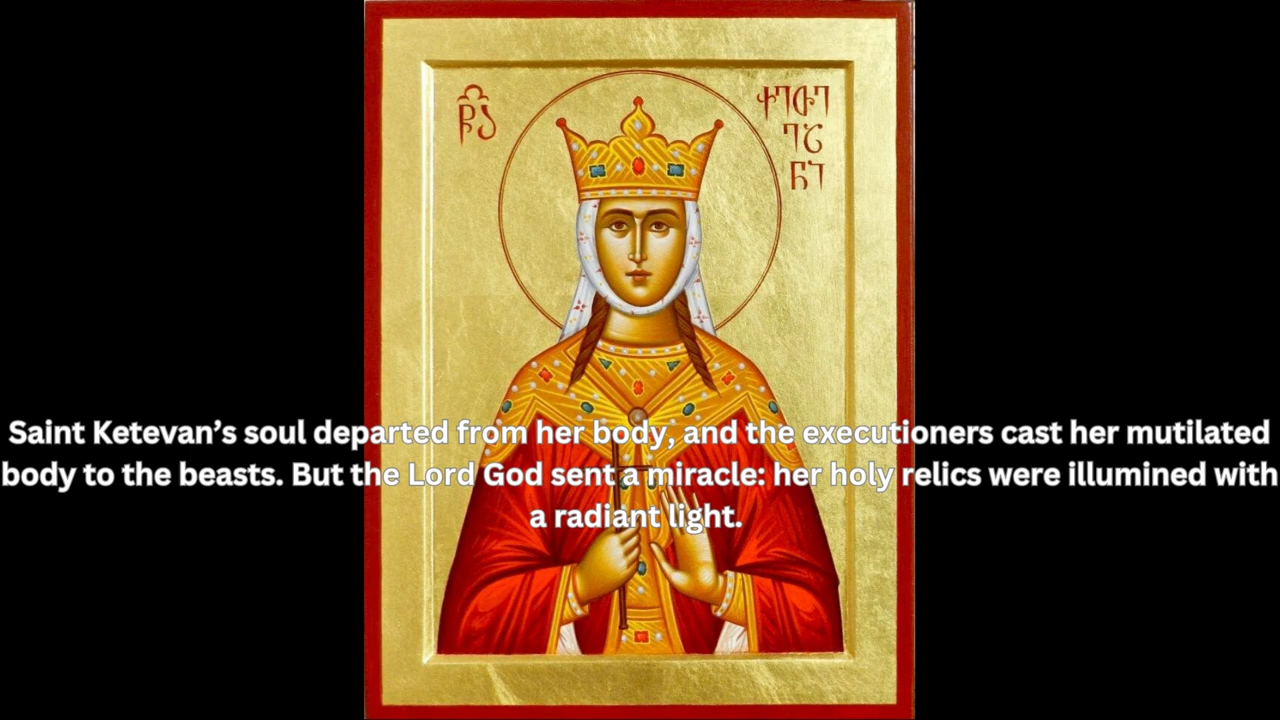 Saint Ketevan’s soul departed from her body, and the executioners cast her mutilated
body to the beasts. But the Lord God sent a miracle: her holy relics were illumined with
a radiant light.